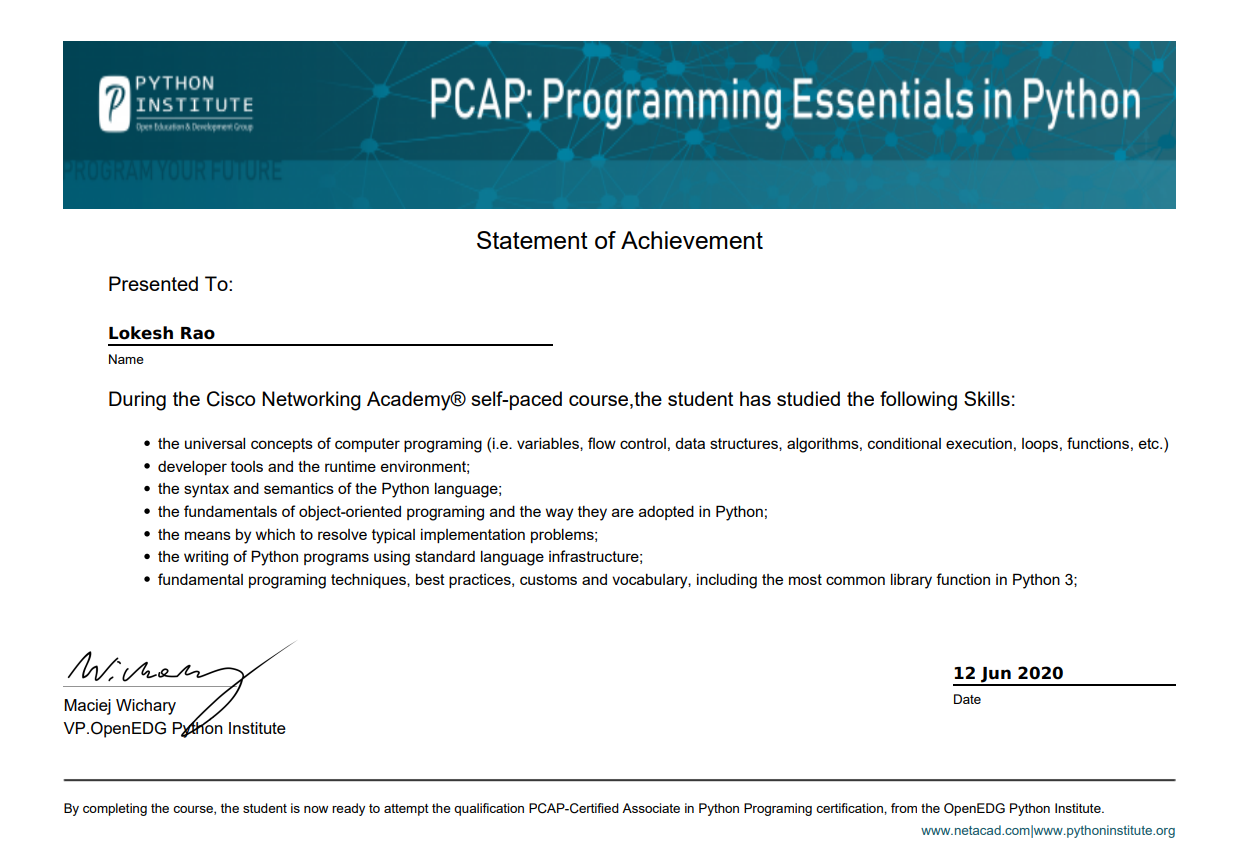 PYTHON
INSTITUTE
Open Education & Development Group
PCAP: Programming Essentials in Python
PROGRAM YOUR FUTURE
Statement of Achievement
Presented To:
Lokesh Rao
Name
During the Cisco Networking Academy® self-paced course,the student has studied the following Skills:
• the universal concepts of computer programing (i.e. variables, flow control, data structures, algorithms, conditional execution, loops, functions, etc.)
• developer tools and the runtime environment;
• the syntax and semantics of the Python language;
• the fundamentals of object-oriented programing and the way they are adopted in Python;
• the means by which to resolve typical implementation problems;
• the writing of Python programs using standard language infrastructure;
• fundamental programing techniques, best practices, customs and vocabulary, including the most common library function in Python 3;
Wichary
Maciej Wichary
VP.OpenEDG Python Institute
12 Jun 2020
Date
By completing the course, the student is now ready to attempt the qualification PCAP-Certified Associate in Python Programing certification, from the OpenEDG Python Institute.
www.netacad.com|www.pythoninstitute.org